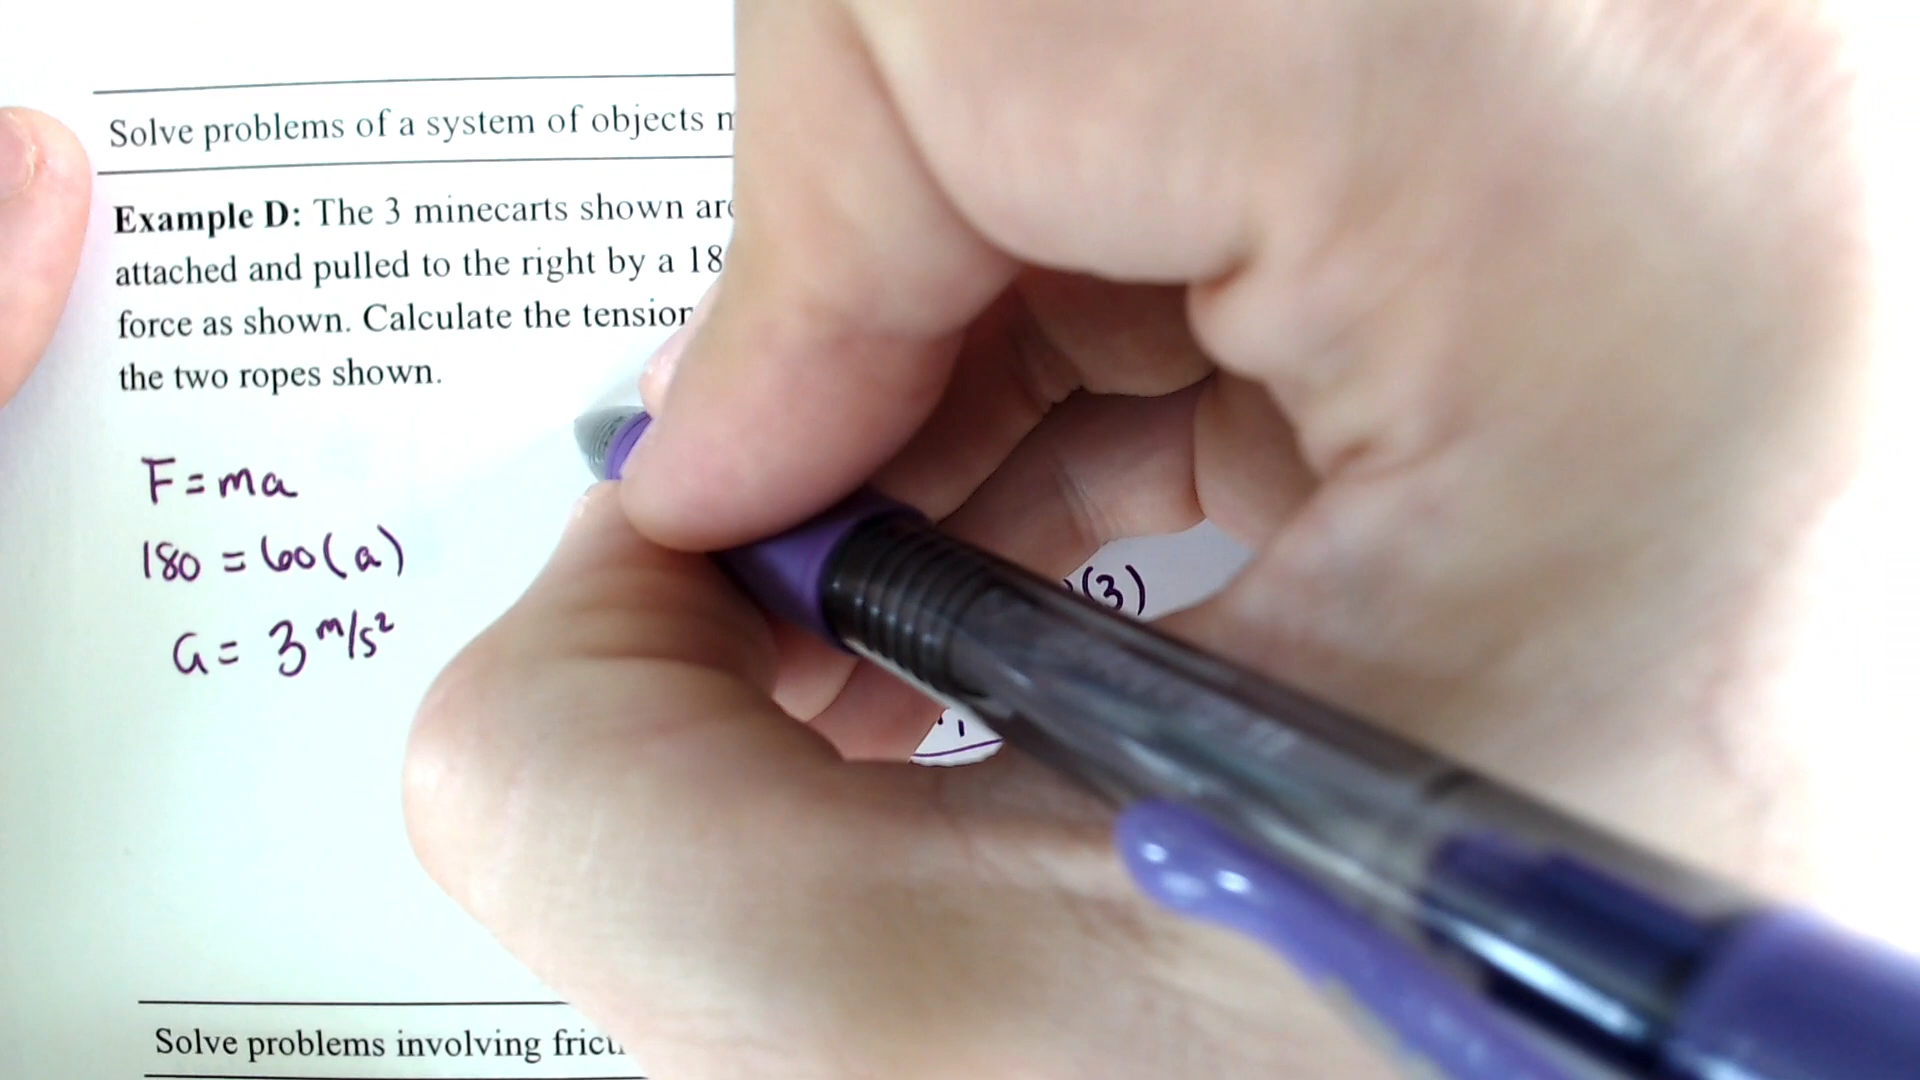 Solve problems of a system of objects
Example D: The 3 minecarts shown are
attached and pulled to the right by a 18
force as shown. Calculate the tension
the two ropes shown.
F = ma
180 = 60(a)
(3)
a = 3 m/s²
Solve problems involving